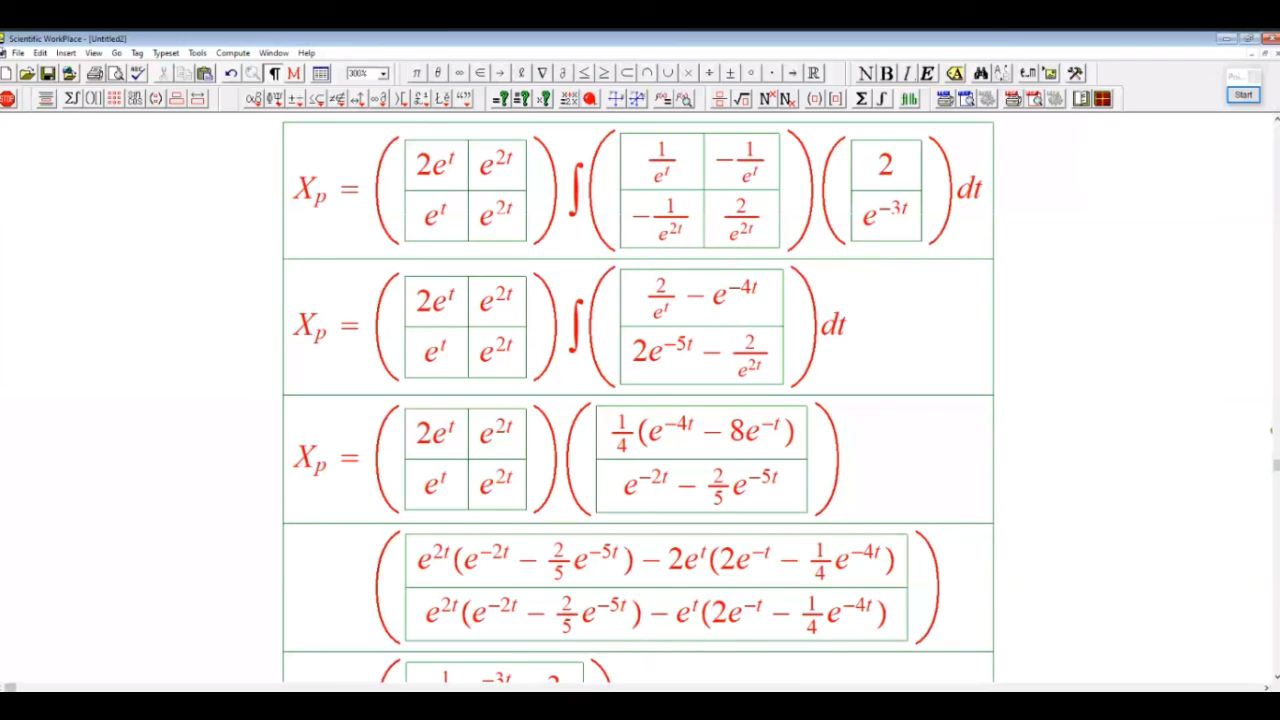 Scientific WorkPlace - [Untitled2]
File Edit Insert View Go Tag Typeset Tools Compute Window Help
300%
Start
STOP
X_p = ( 2e^t e^{2t} ; e^t e^{2t} ) ∫ ( 1/e^t −1/e^t ; −1/e^{2t} 2/e^{2t} ) ( 2 ; e^{−3t} ) dt
X_p = ( 2e^t e^{2t} ; e^t e^{2t} ) ∫ ( 2/e^t − e^{−4t} ; 2e^{−5t} − 2/e^{2t} ) dt
X_p = ( 2e^t e^{2t} ; e^t e^{2t} ) ( 1/4(e^{−4t} − 8e^{−t}) ; e^{−2t} − 2/5 e^{−5t} )
( e^{2t}(e^{−2t} − 2/5 e^{−5t}) − 2e^t(2e^{−t} − 1/4 e^{−4t}) ; e^{2t}(e^{−2t} − 2/5 e^{−5t}) − e^t(2e^{−t} − 1/4 e^{−4t}) )